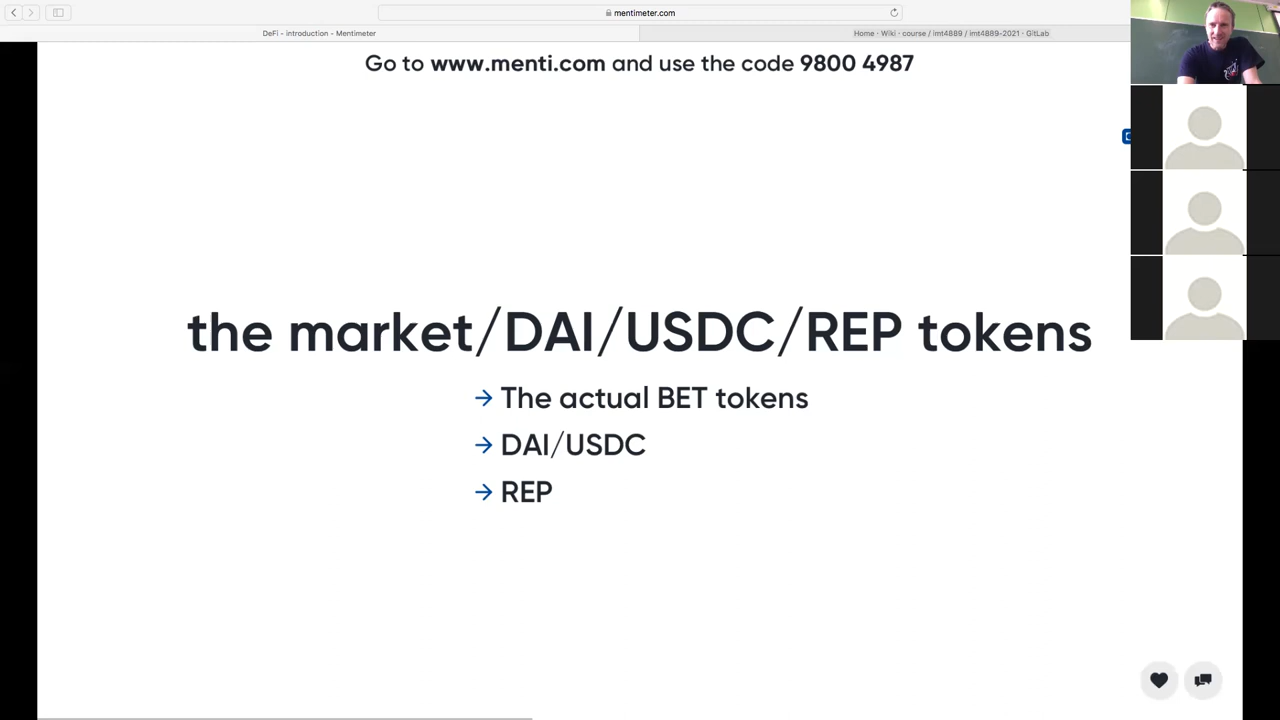 mentimeter.com
DeFi - introduction - Mentimeter
Home · Wiki · course / imt4889 / imt4889-2021 · GitLab
Go to www.menti.com and use the code 9800 4987
the market/DAI/USDC/REP tokens
→ The actual BET tokens
→ DAI/USDC
→ REP